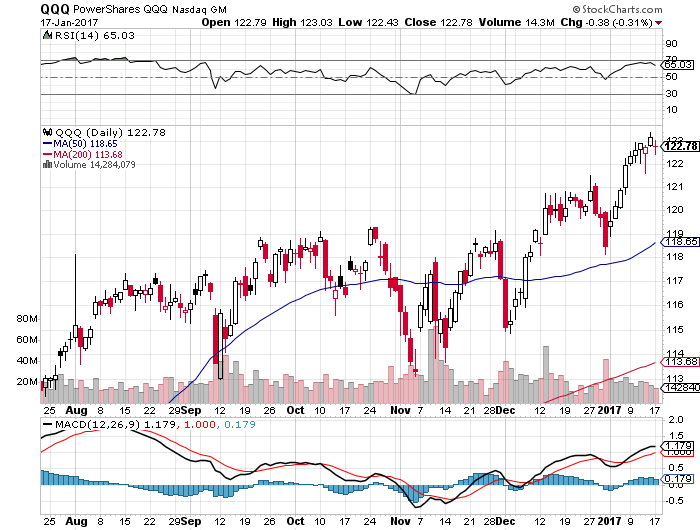 QQQ PowerShares QQQ Nasdaq GM © StockCharts.com
17-Jan-2017 Open 122.79 High 123.03 Low 122.43 Close 122.78 Volume 14.3M Chg -0.38 (-0.31%)
RSI(14) 65.03
90
70
65.03
50
30
10
QQQ (Daily) 122.78
MA(50) 118.65
MA(200) 113.68
Volume 14,284,079
122.78
122
121
120
119
118.65
118
117
116
115
114
113.68
113
80M
60M
40M
20M
25 Aug 8 15 22 29 Sep 12 19 26 Oct 10 17 24 Nov 7 14 21 28 Dec 12 19 27 2017 9 17
MACD(12,26,9) 1.179, 1.000, 0.179
2.0
1.5
1.179
1.000
0.5
0.179
0.0
-0.5
25 Aug 8 15 22 29 Sep 12 19 26 Oct 10 17 24 Nov 7 14 21 28 Dec 12 19 27 2017 9 17